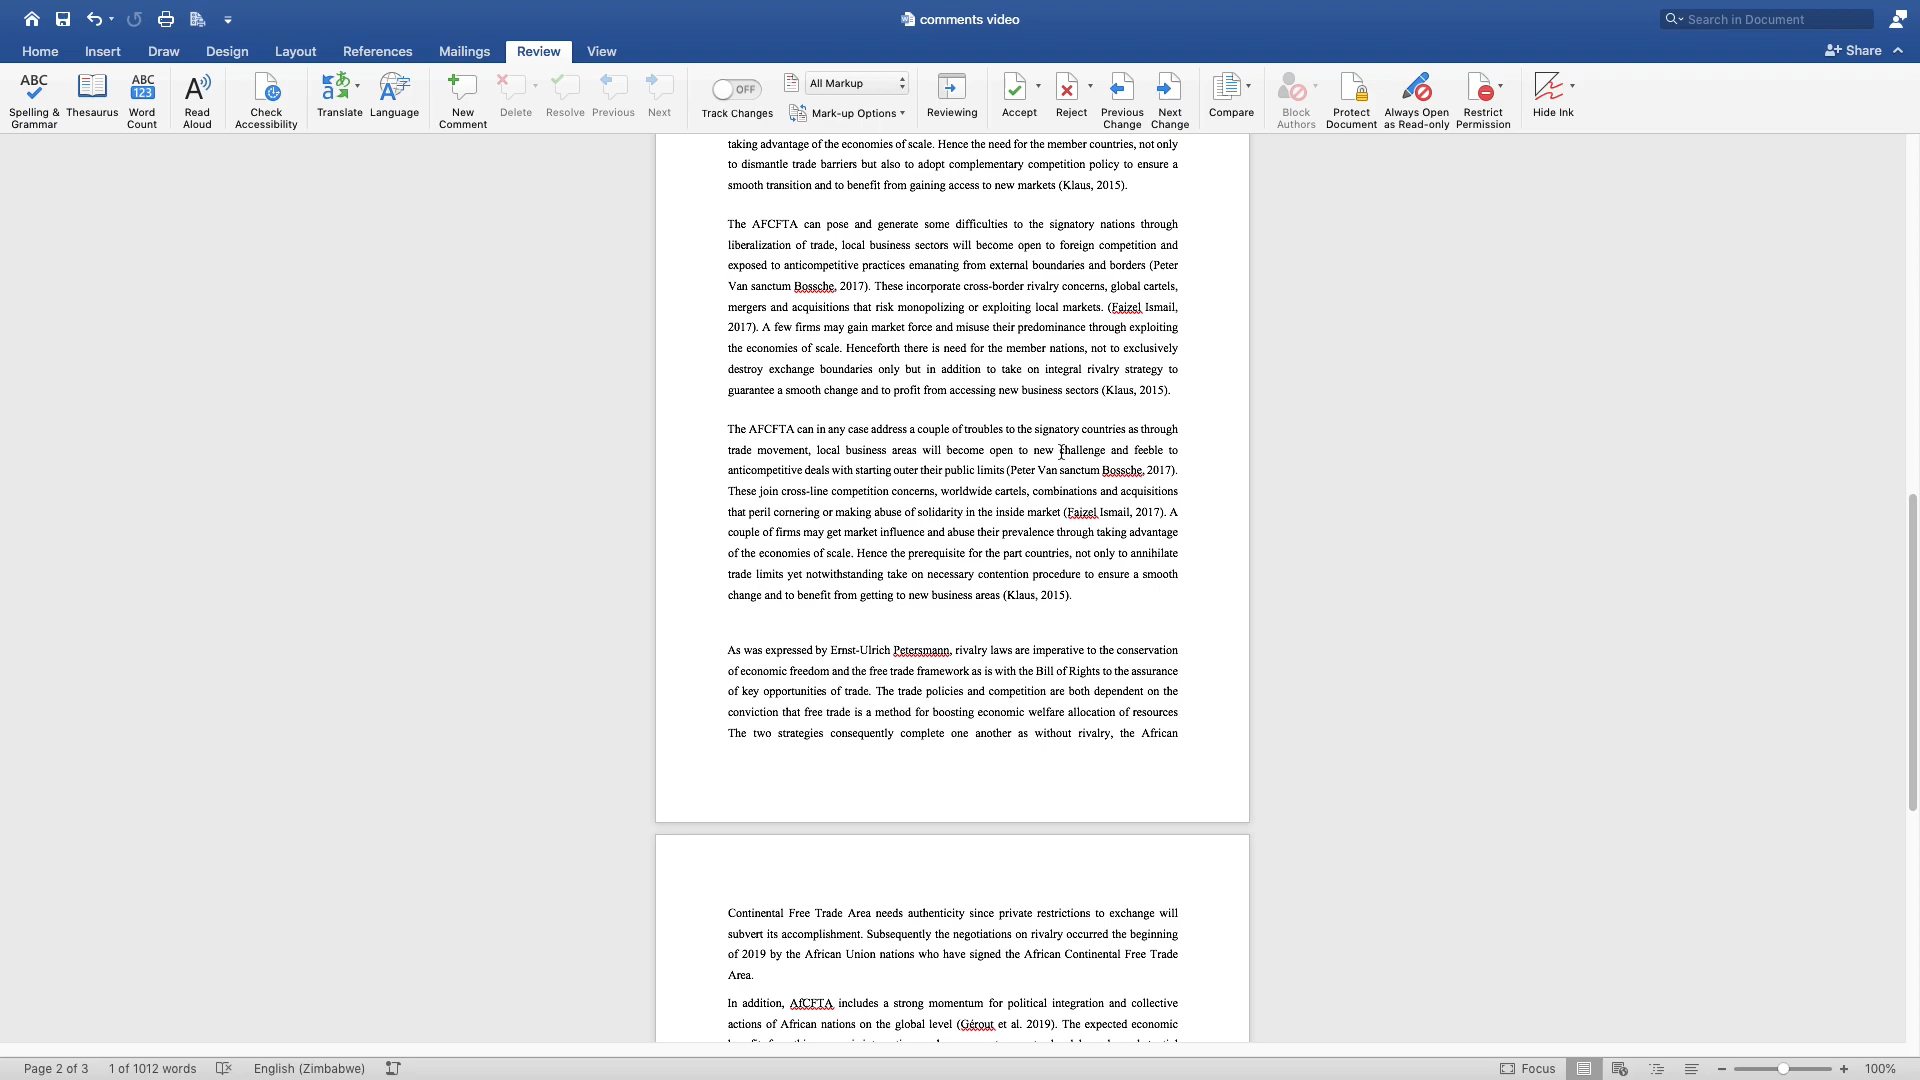 comments video
Search in Document
Home
Insert
Draw
Design
Layout
References
Mailings
Review
View
Share
ABC
Spelling &
Grammar
Thesaurus
ABC
123
Word
Count
A
Read
Aloud
Check
Accessibility
Translate
Language
New
Comment
Delete
Resolve
Previous
Next
OFF
Track Changes
All Markup
Mark-up Options
Reviewing
Accept
Reject
Previous
Change
Next
Change
Compare
Block
Authors
Protect
Document
Always Open
as Read-only
Restrict
Permission
Hide Ink
taking advantage of the economies of scale. Hence the need for the member countries, not only
to dismantle trade barriers but also to adopt complementary competition policy to ensure a
smooth transition and to benefit from gaining access to new markets (Klaus, 2015).
The AFCFTA can pose and generate some difficulties to the signatory nations through
liberalization of trade, local business sectors will become open to foreign competition and
exposed to anticompetitive practices emanating from external boundaries and borders (Peter
Van sanctum Bossche, 2017). These incorporate cross-border rivalry concerns, global cartels,
mergers and acquisitions that risk monopolizing or exploiting local markets. (Faizel Ismail,
2017). A few firms may gain market force and misuse their predominance through exploiting
the economies of scale. Henceforth there is need for the member nations, not to exclusively
destroy exchange boundaries only but in addition to take on integral rivalry strategy to
guarantee a smooth change and to profit from accessing new business sectors (Klaus, 2015).
The AFCFTA can in any case address a couple of troubles to the signatory countries as through
trade movement, local business areas will become open to new challenge and feeble to
anticompetitive deals with starting outer their public limits (Peter Van sanctum Bossche, 2017).
These join cross-line competition concerns, worldwide cartels, combinations and acquisitions
that peril cornering or making abuse of solidarity in the inside market (Faizel Ismail, 2017). A
couple of firms may get market influence and abuse their prevalence through taking advantage
of the economies of scale. Hence the prerequisite for the part countries, not only to annihilate
trade limits yet notwithstanding take on necessary contention procedure to ensure a smooth
change and to benefit from getting to new business areas (Klaus, 2015).
As was expressed by Ernst-Ulrich Petersmann, rivalry laws are imperative to the conservation
of economic freedom and the free trade framework as is with the Bill of Rights to the assurance
of key opportunities of trade. The trade policies and competition are both dependent on the
conviction that free trade is a method for boosting economic welfare allocation of resources
The two strategies consequently complete one another as without rivalry, the African
Continental Free Trade Area needs authenticity since private restrictions to exchange will
subvert its accomplishment. Subsequently the negotiations on rivalry occurred the beginning
of 2019 by the African Union nations who have signed the African Continental Free Trade
Area.
In addition, AfCFTA includes a strong momentum for political integration and collective
actions of African nations on the global level (Gérout et al. 2019). The expected economic
Page 2 of 3
1 of 1012 words
English (Zimbabwe)
Focus
100%